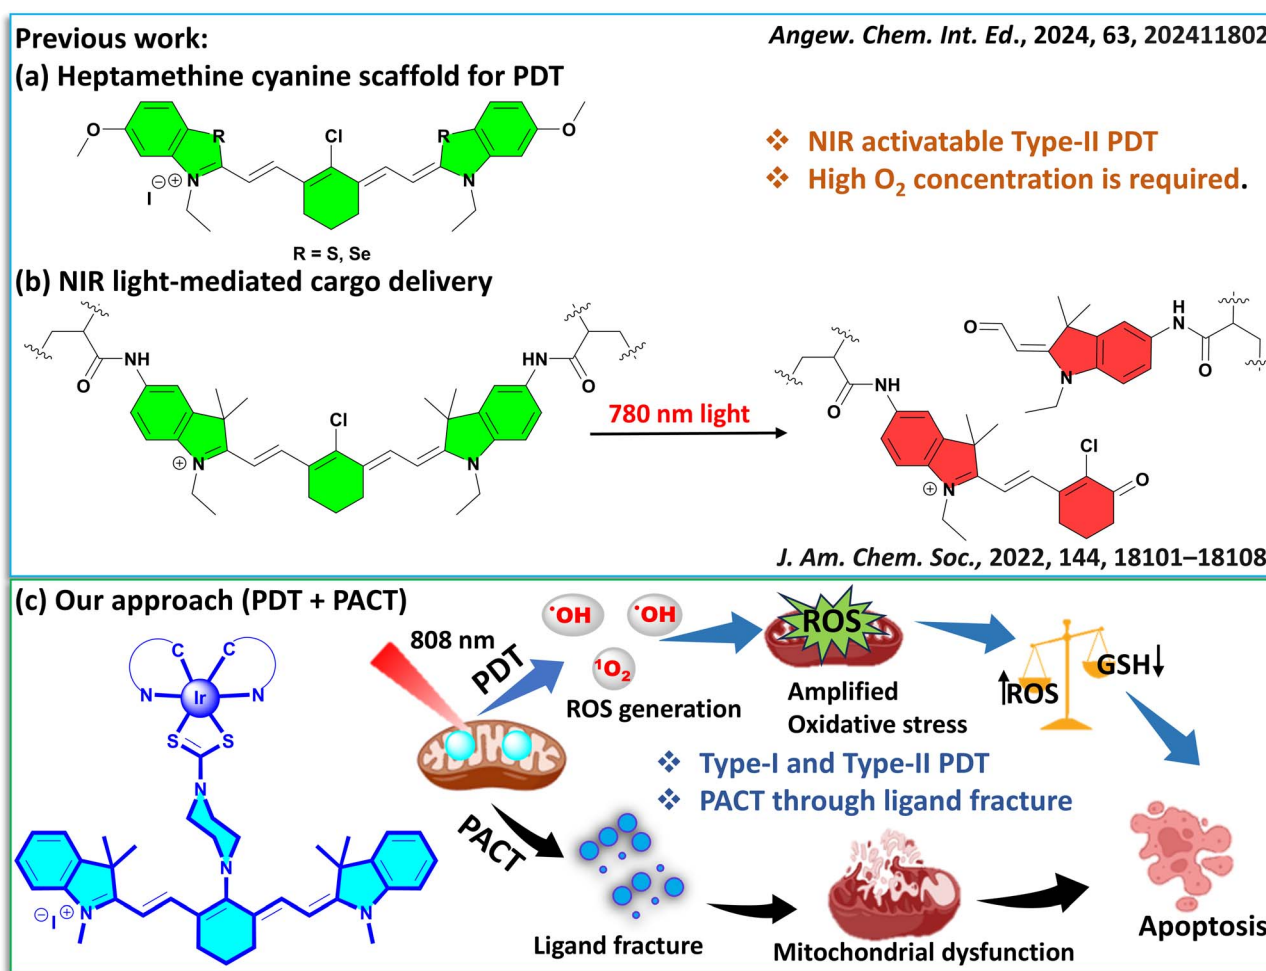 Previous work:
Angew. Chem. Int. Ed., 2024, 63, 202411802
(a) Heptamethine cyanine scaffold for PDT
O
R
Cl
R
O
N
⊕
⊖
I
N
R = S, Se
❖ NIR activatable Type-II PDT
❖ High O₂ concentration is required.
(b) NIR light-mediated cargo delivery
NH
O
Cl
N
⊕
N
HN
O
780 nm light
O
H
N
O
N
NH
O
Cl
O
N
⊕
J. Am. Chem. Soc., 2022, 144, 18101–18108
(c) Our approach (PDT + PACT)
C
C
N
Ir
N
S
S
N
N
N
⊕
⊖I
N
808 nm
PDT
•OH
•OH
¹O₂
ROS generation
ROS
Amplified
Oxidative stress
↑ROS
GSH↓
❖ Type-I and Type-II PDT
❖ PACT through ligand fracture
PACT
Ligand fracture
Mitochondrial dysfunction
Apoptosis